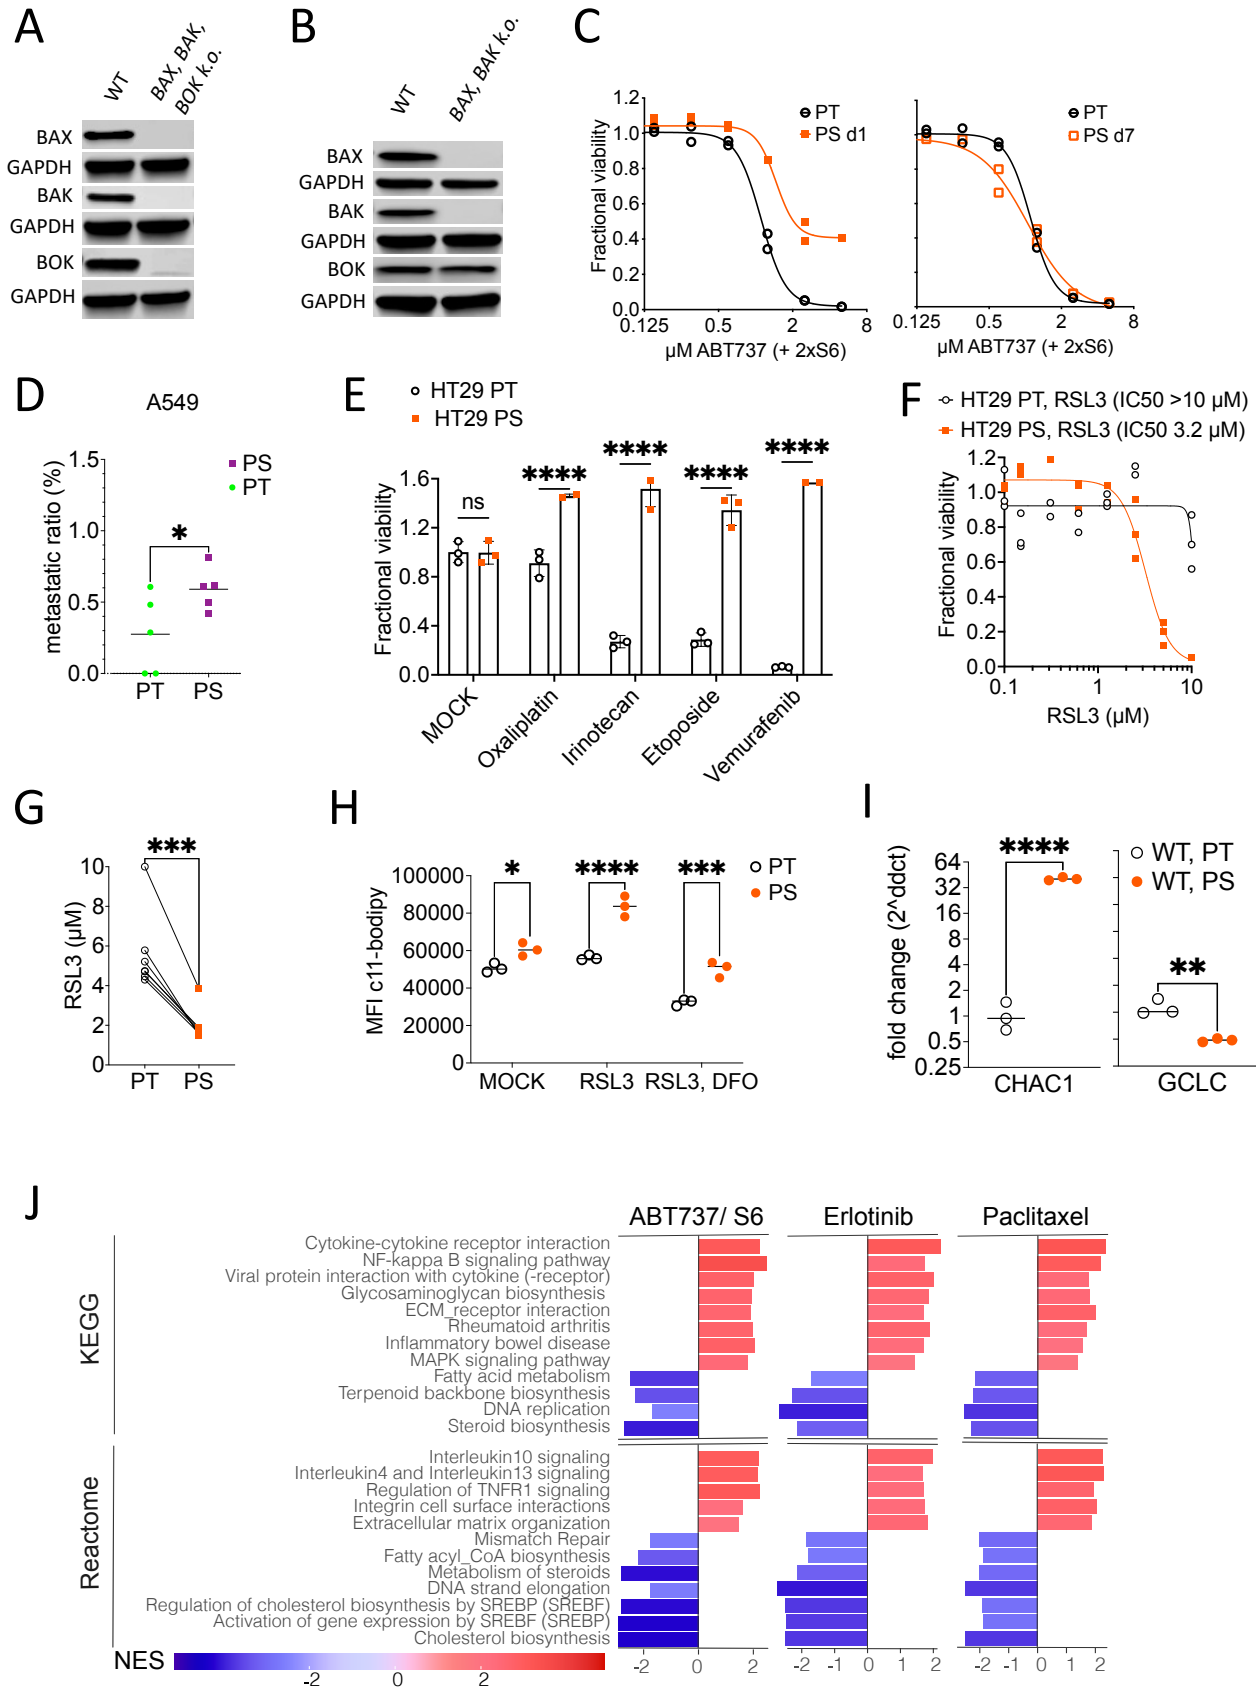 A
WT
BAX, BAK,
BOK k.o.
BAX
GAPDH
BAK
GAPDH
BOK
GAPDH
B
WT
BAX, BAK k.o.
BAX
GAPDH
BAK
GAPDH
BOK
GAPDH
C
Fractional viability
1.2
1.0
0.8
0.6
0.4
0.2
0.0
PT
PS d1
0.125
0.5
2
8
µM ABT737 (+ 2xS6)
PT
PS d7
0.125
0.5
2
8
µM ABT737 (+ 2xS6)
D
A549
metastatic ratio (%)
1.5
1.0
0.5
0.0
PS
PT
*
PT
PS
E
HT29 PT
HT29 PS
Fractional viability
1.6
1.2
0.8
0.4
0.0
ns
****
****
****
****
MOCK
Oxaliplatin
Irinotecan
Etoposide
Vemurafenib
F
HT29 PT, RSL3 (IC50 >10 µM)
HT29 PS, RSL3 (IC50 3.2 µM)
Fractional viability
1.2
1.0
0.8
0.6
0.4
0.2
0.0
0.1
1
10
RSL3 (µM)
G
RSL3 (µM)
10
8
6
4
2
0
***
PT
PS
H
MFI c11-bodipy
100000
80000
60000
40000
20000
0
*
****
***
PT
PS
MOCK
RSL3
RSL3, DFO
I
fold change (2^ddct)
64
32
16
8
4
2
1
0.5
0.25
****
CHAC1
WT, PT
WT, PS
**
GCLC
J
ABT737/ S6
Erlotinib
Paclitaxel
KEGG
Cytokine-cytokine receptor interaction
NF-kappa B signaling pathway
Viral protein interaction with cytokine (-receptor)
Glycosaminoglycan biosynthesis
ECM_receptor interaction
Rheumatoid arthritis
Inflammatory bowel disease
MAPK signaling pathway
Fatty acid metabolism
Terpenoid backbone biosynthesis
DNA replication
Steroid biosynthesis
Reactome
Interleukin10 signaling
Interleukin4 and Interleukin13 signaling
Regulation of TNFR1 signaling
Integrin cell surface interactions
Extracellular matrix organization
Mismatch Repair
Fatty acyl_CoA biosynthesis
Metabolism of steroids
DNA strand elongation
Regulation of cholesterol biosynthesis by SREBP (SREBF)
Activation of gene expression by SREBF (SREBP)
Cholesterol biosynthesis
NES
-2
0
2
-2
0
2
-2
-1
0
1
2
-2
-1
0
1
2